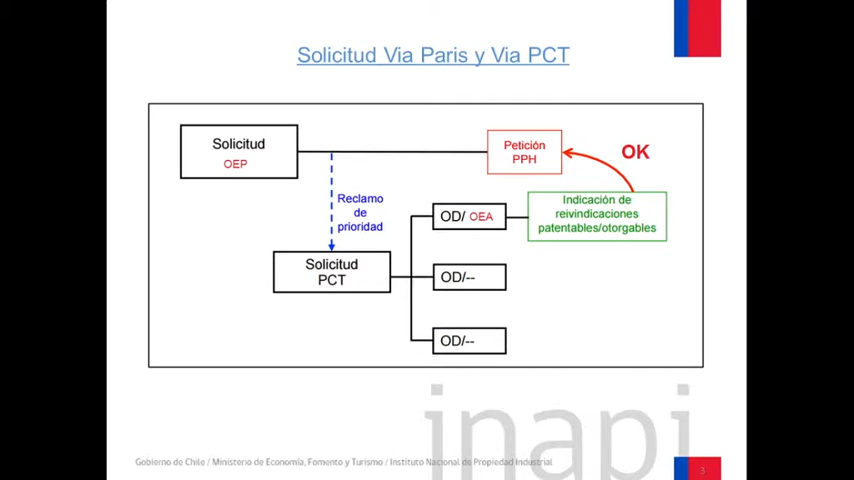 Solicitud Via Paris y Via PCT
Solicitud
OEP
Petición
PPH
OK
Reclamo
de
prioridad
OD/ OEA
Indicación de
reivindicaciones
patentables/otorgables
Solicitud
PCT
OD/--
OD/--
inapi
Gobierno de Chile / Ministerio de Economía, Fomento y Turismo / Instituto Nacional de Propiedad Industrial
3